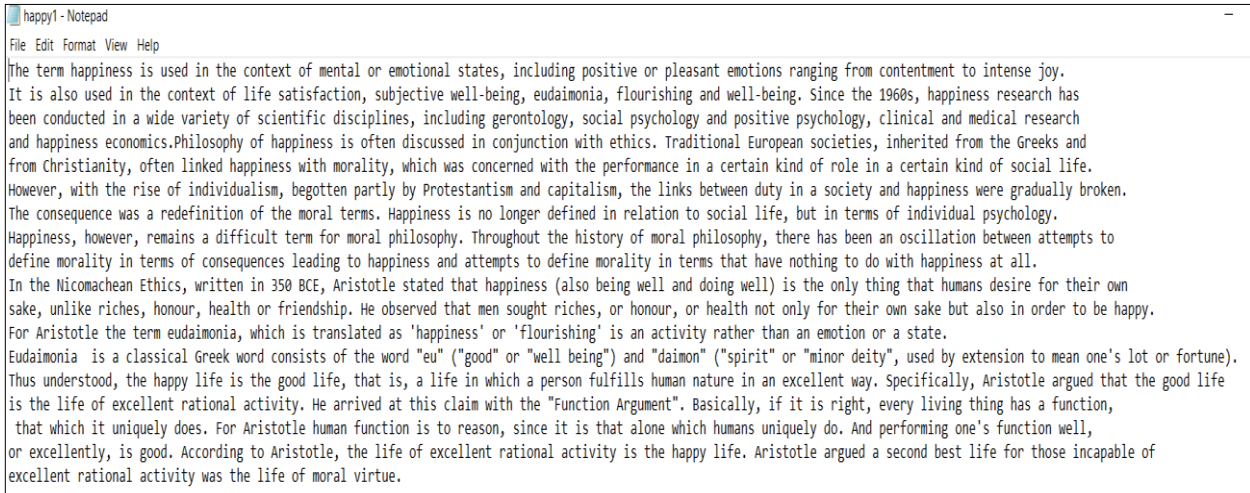 happy1 - Notepad
File Edit Format View Help
The term happiness is used in the context of mental or emotional states, including positive or pleasant emotions ranging from contentment to intense joy.
It is also used in the context of life satisfaction, subjective well-being, eudaimonia, flourishing and well-being. Since the 1960s, happiness research has
been conducted in a wide variety of scientific disciplines, including gerontology, social psychology and positive psychology, clinical and medical research
and happiness economics.Philosophy of happiness is often discussed in conjunction with ethics. Traditional European societies, inherited from the Greeks and
from Christianity, often linked happiness with morality, which was concerned with the performance in a certain kind of role in a certain kind of social life.
However, with the rise of individualism, begotten partly by Protestantism and capitalism, the links between duty in a society and happiness were gradually broken.
The consequence was a redefinition of the moral terms. Happiness is no longer defined in relation to social life, but in terms of individual psychology.
Happiness, however, remains a difficult term for moral philosophy. Throughout the history of moral philosophy, there has been an oscillation between attempts to
define morality in terms of consequences leading to happiness and attempts to define morality in terms that have nothing to do with happiness at all.
In the Nicomachean Ethics, written in 350 BCE, Aristotle stated that happiness (also being well and doing well) is the only thing that humans desire for their own
sake, unlike riches, honour, health or friendship. He observed that men sought riches, or honour, or health not only for their own sake but also in order to be happy.
For Aristotle the term eudaimonia, which is translated as 'happiness' or 'flourishing' is an activity rather than an emotion or a state.
Eudaimonia  is a classical Greek word consists of the word "eu" ("good" or "well being") and "daimon" ("spirit" or "minor deity", used by extension to mean one's lot or fortune).
Thus understood, the happy life is the good life, that is, a life in which a person fulfills human nature in an excellent way. Specifically, Aristotle argued that the good life
is the life of excellent rational activity. He arrived at this claim with the "Function Argument". Basically, if it is right, every living thing has a function,
 that which it uniquely does. For Aristotle human function is to reason, since it is that alone which humans uniquely do. And performing one's function well,
or excellently, is good. According to Aristotle, the life of excellent rational activity is the happy life. Aristotle argued a second best life for those incapable of
excellent rational activity was the life of moral virtue.